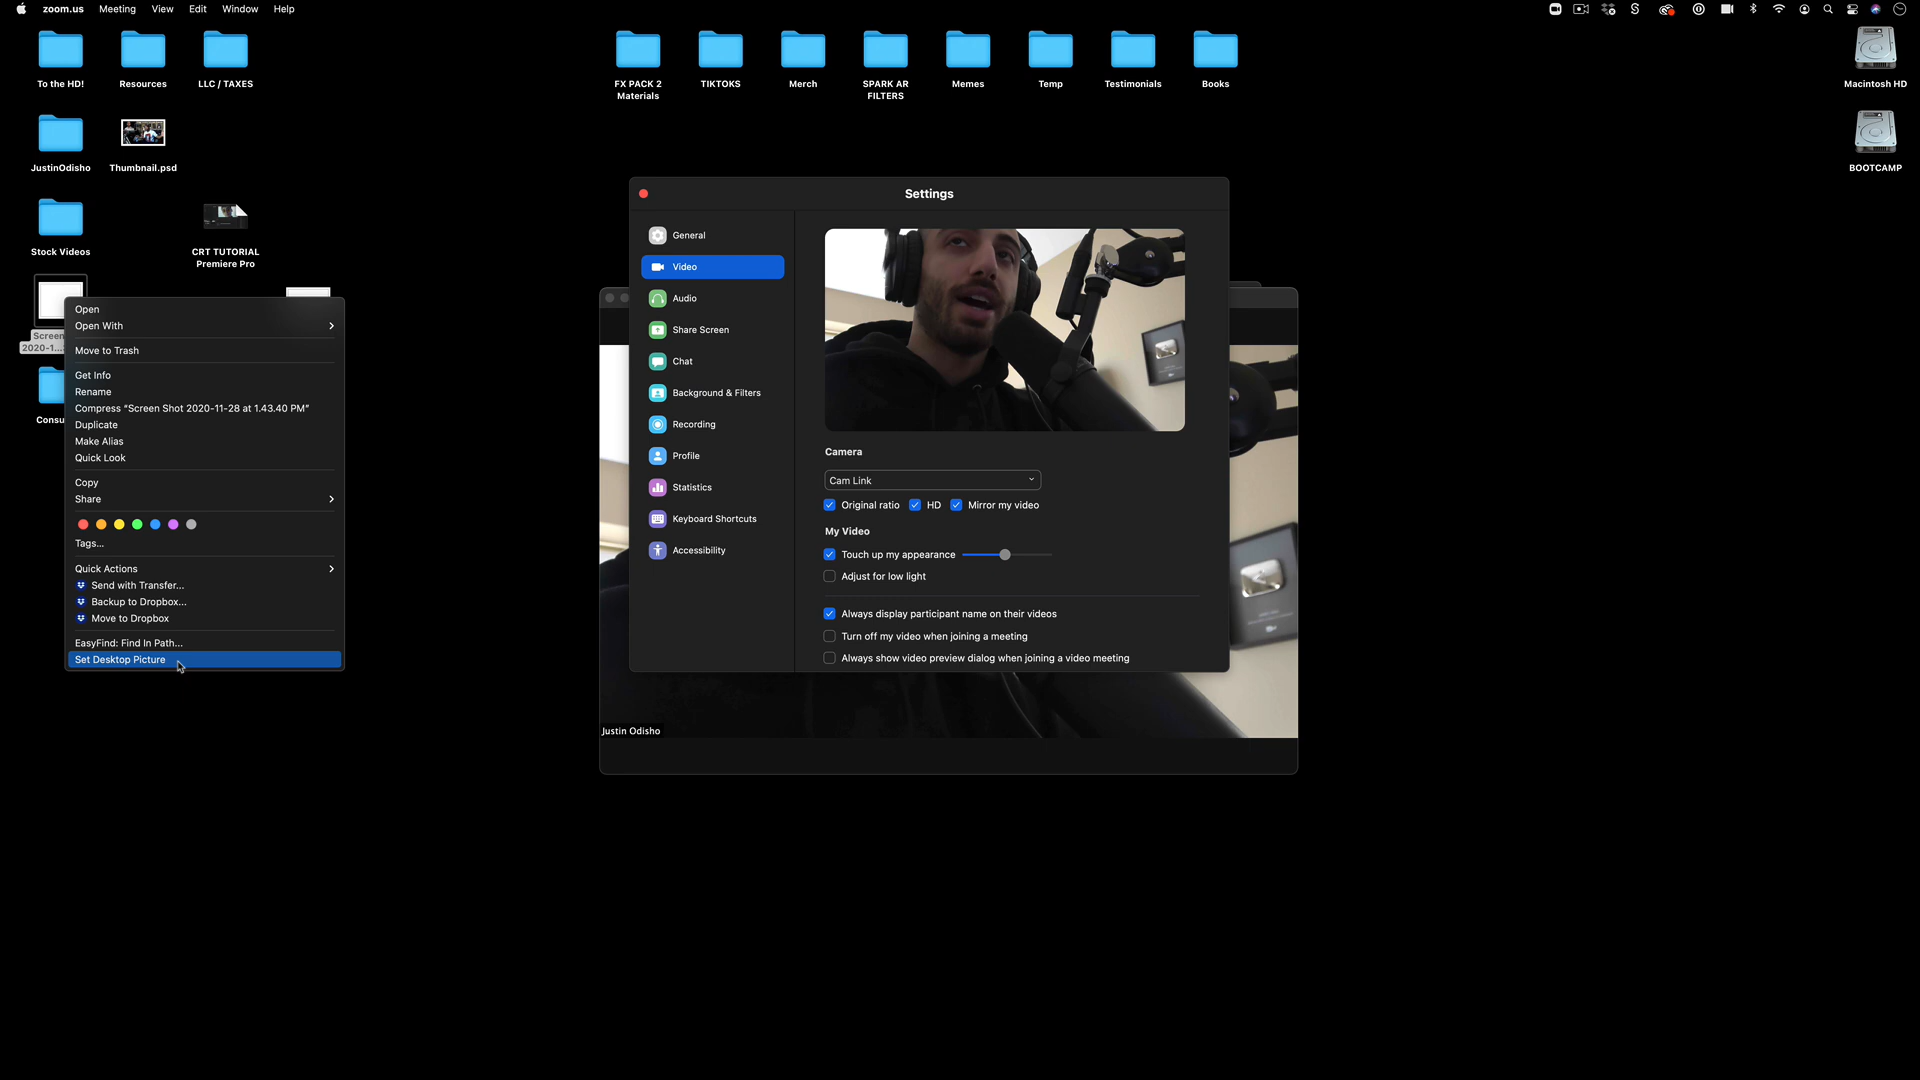 zoom.us Meeting View Edit Window Help
To the HD!
Resources
LLC / TAXES
FX PACK 2
Materials
TIKTOKS
Merch
SPARK AR
FILTERS
Memes
Temp
Testimonials
Books
Macintosh HD
JustinOdisho
Thumbnail.psd
BOOTCAMP
Stock Videos
CRT TUTORIAL
Premiere Pro
Screen
2020-1...
Consu
Open
Open With
Move to Trash
Get Info
Rename
Compress “Screen Shot 2020-11-28 at 1.43.40 PM”
Duplicate
Make Alias
Quick Look
Copy
Share
Tags...
Quick Actions
Send with Transfer...
Backup to Dropbox...
Move to Dropbox
EasyFind: Find In Path...
Set Desktop Picture
Settings
General
Video
Audio
Share Screen
Chat
Background & Filters
Recording
Profile
Statistics
Keyboard Shortcuts
Accessibility
Camera
Cam Link
Original ratio HD Mirror my video
My Video
Touch up my appearance
Adjust for low light
Always display participant name on their videos
Turn off my video when joining a meeting
Always show video preview dialog when joining a video meeting
Justin Odisho